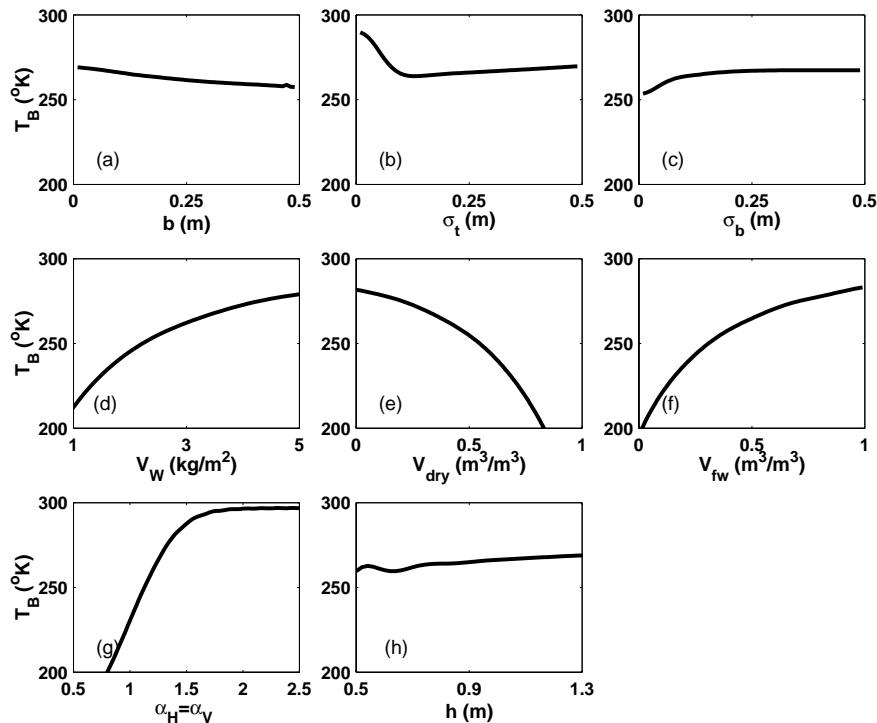 300
250
200
T_B (°K)
(a)
0 0.25 0.5
b (m)
300
250
200
(b)
0 0.25 0.5
σ_t (m)
300
250
200
(c)
0 0.25 0.5
σ_b (m)
300
250
200
T_B (°K)
(d)
1 3 5
V_W (kg/m²)
300
250
200
(e)
0 0.5 1
V_dry (m³/m³)
300
250
200
(f)
0 0.5 1
V_fw (m³/m³)
300
250
200
T_B (°K)
(g)
0.5 1 1.5 2 2.5
α_H=α_V
300
250
200
(h)
0.5 0.9 1.3
h (m)